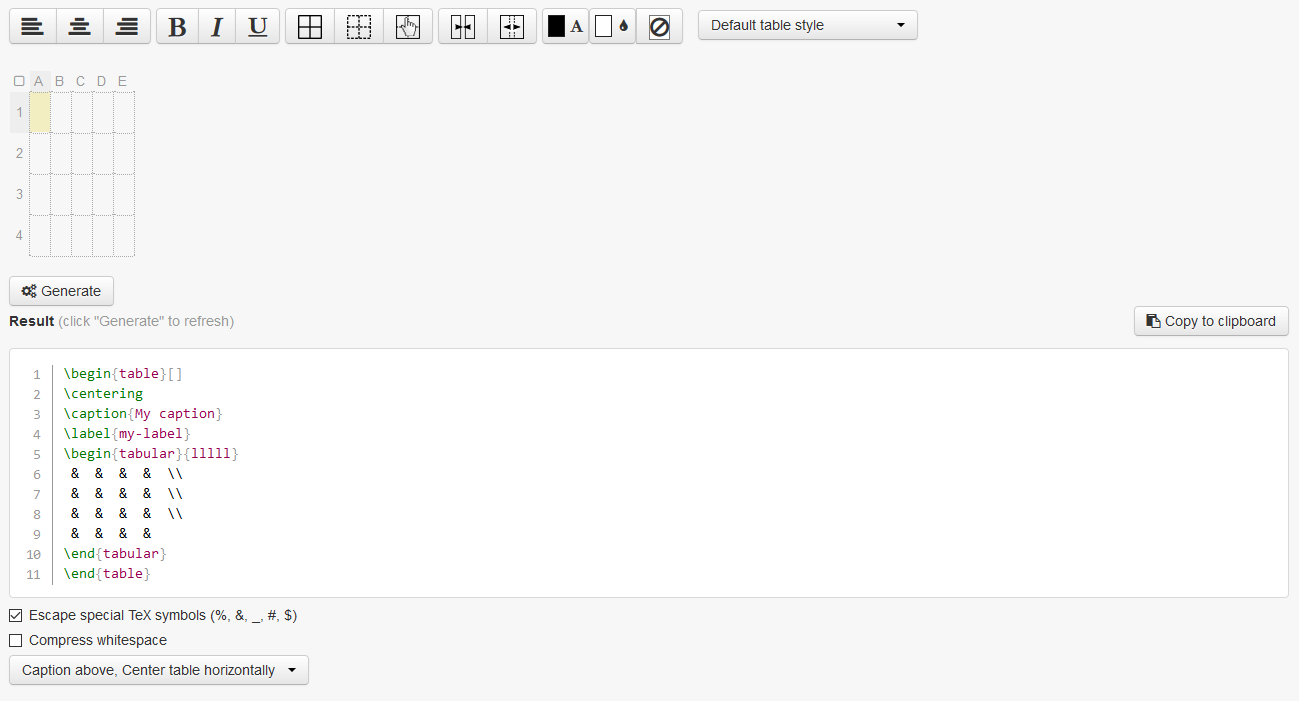 B I U A Default table style
A B C D E
1
2
3
4
Generate
Result (click "Generate" to refresh)
Copy to clipboard
1 \begin{table}[]
2 \centering
3 \caption{My caption}
4 \label{my-label}
5 \begin{tabular}{lllll}
6 & & & & \\
7 & & & & \\
8 & & & & \\
9 & & & &
10 \end{tabular}
11 \end{table}
Escape special TeX symbols (%, &, _, #, $)
Compress whitespace
Caption above, Center table horizontally